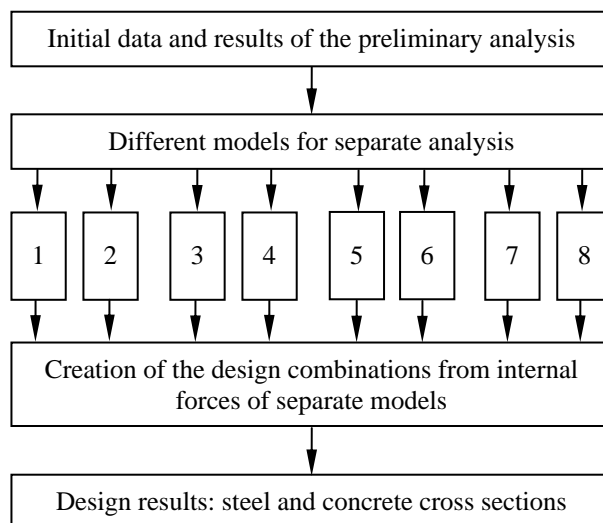 Initial data and results of the preliminary analysis
Different models for separate analysis
1 2 3 4 5 6 7 8
Creation of the design combinations from internal
forces of separate models
Design results: steel and concrete cross sections